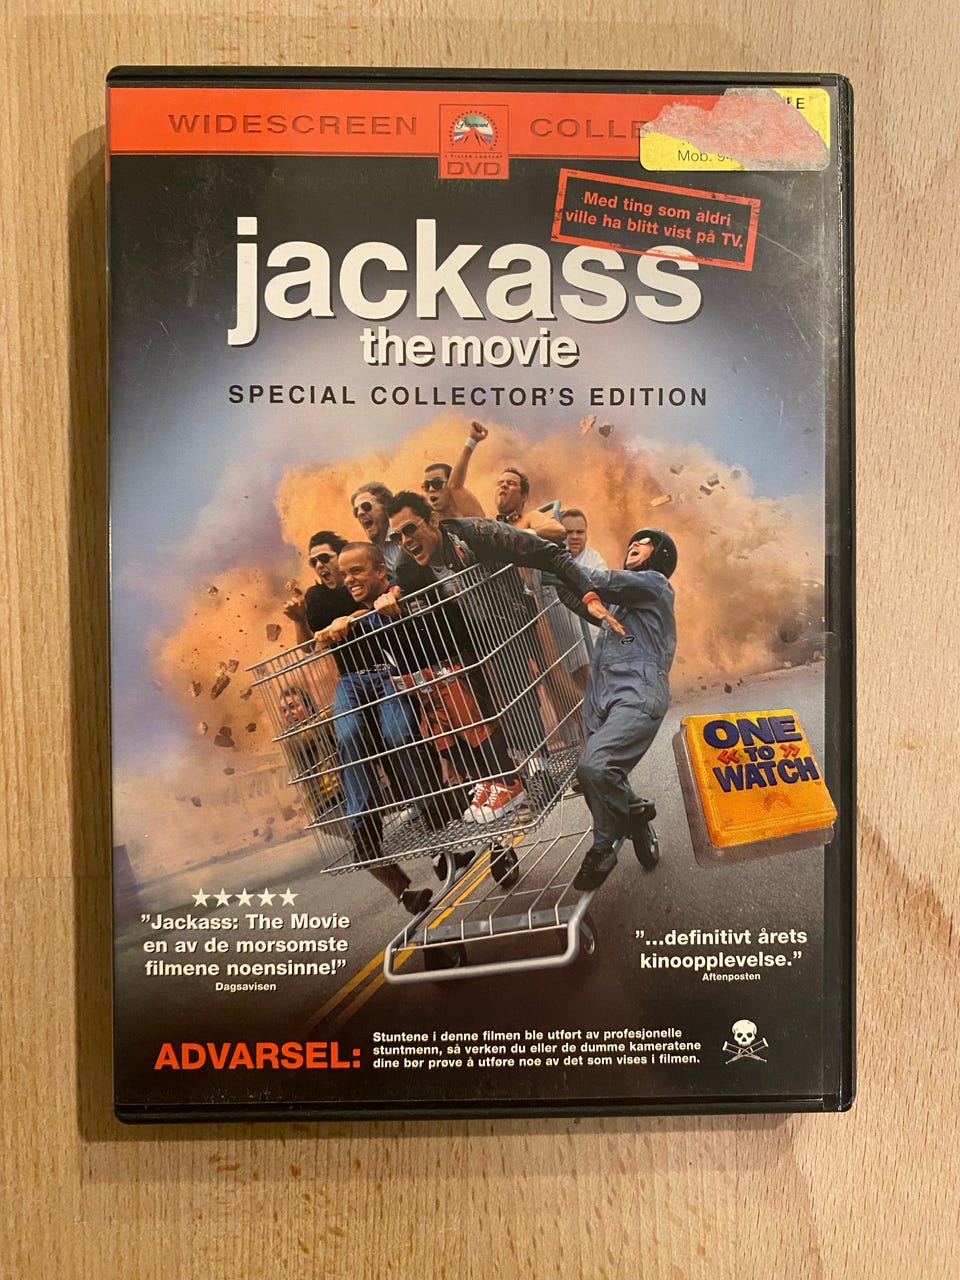 WIDESCREEN
COLLE
Paramount
DVD
E
Mob. 94
Med ting som aldri
ville ha blitt vist på TV.
jackass
the movie
SPECIAL COLLECTOR'S EDITION
ONE
« TO »
WATCH
★★★★★
"Jackass: The Movie
en av de morsomste
filmene noensinne!"
Dagsavisen
"...definitivt årets
kinoopplevelse."
Aftenposten
ADVARSEL:
Stuntene i denne filmen ble utført av profesjonelle
stuntmenn, så verken du eller de dumme kameratene
dine bør prøve å utføre noe av det som vises i filmen.